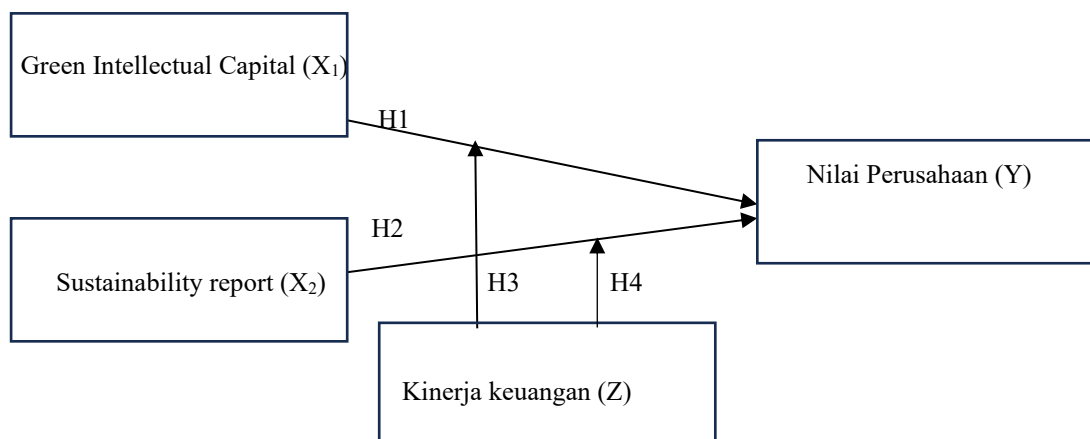 Green Intellectual Capital (X₁)
H1
Nilai Perusahaan (Y)
H2
Sustainability report (X₂)
H3
H4
Kinerja keuangan (Z)